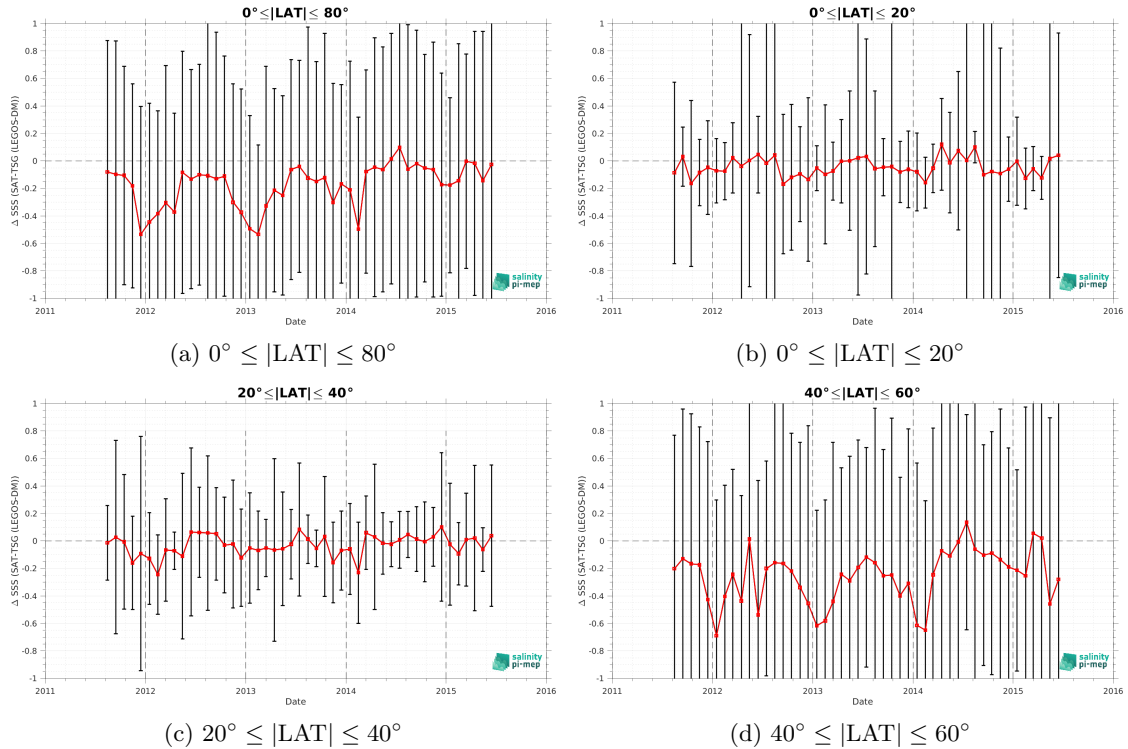 0°≤|LAT|≤ 80°
Δ SSS (SAT-TSG (LEGOS-DM))
1
0.8
0.6
0.4
0.2
0
-0.2
-0.4
-0.6
-0.8
-1
2011
2012
2013
2014
2015
2016
Date
salinity
pi-mep
(a) 0° ≤ |LAT| ≤ 80°
0°≤|LAT|≤ 20°
Δ SSS (SAT-TSG (LEGOS-DM))
1
0.8
0.6
0.4
0.2
0
-0.2
-0.4
-0.6
-0.8
-1
2011
2012
2013
2014
2015
2016
Date
salinity
pi-mep
(b) 0° ≤ |LAT| ≤ 20°
20°≤|LAT|≤ 40°
Δ SSS (SAT-TSG (LEGOS-DM))
1
0.8
0.6
0.4
0.2
0
-0.2
-0.4
-0.6
-0.8
-1
2011
2012
2013
2014
2015
2016
Date
salinity
pi-mep
(c) 20° ≤ |LAT| ≤ 40°
40°≤|LAT|≤ 60°
Δ SSS (SAT-TSG (LEGOS-DM))
1
0.8
0.6
0.4
0.2
0
-0.2
-0.4
-0.6
-0.8
-1
2011
2012
2013
2014
2015
2016
Date
salinity
pi-mep
(d) 40° ≤ |LAT| ≤ 60°